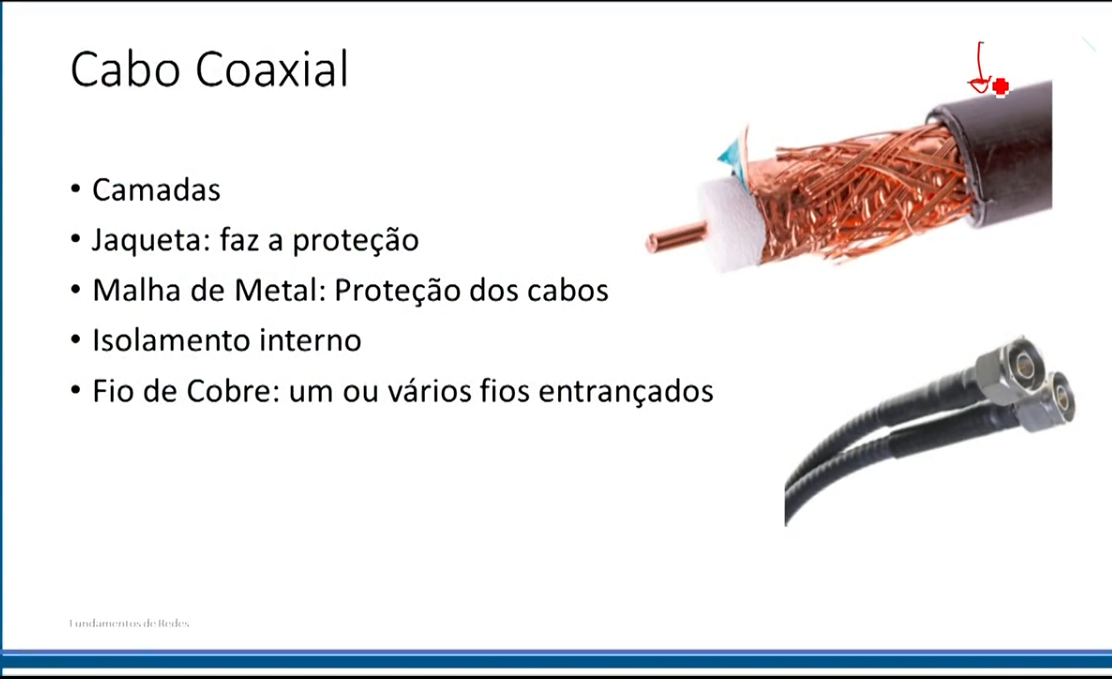 Cabo Coaxial
• Camadas
• Jaqueta: faz a proteção
• Malha de Metal: Proteção dos cabos
• Isolamento interno
• Fio de Cobre: um ou vários fios entrançados
Fundamentos de Redes